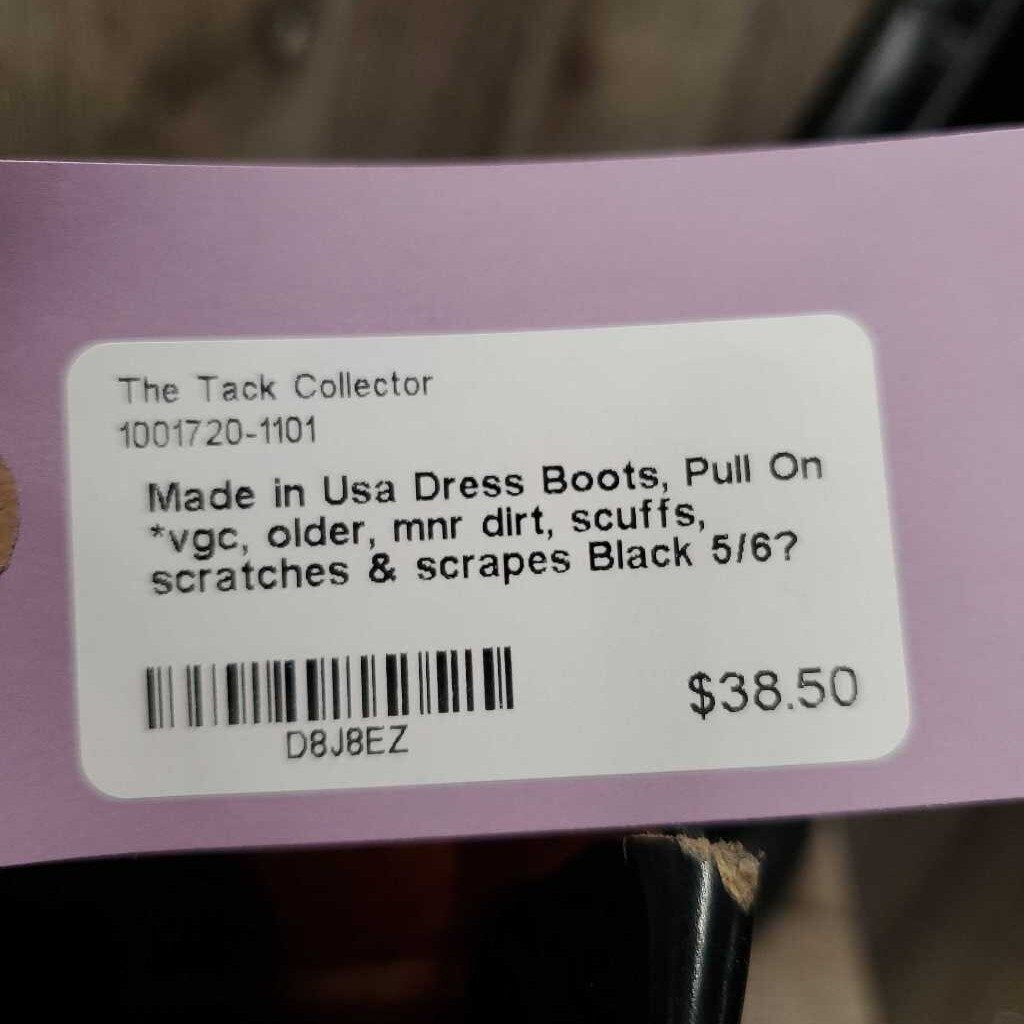 The Tack Collector
1001720-1101
Made in Usa Dress Boots, Pull On
*vgc, older, mnr dirt, scuffs,
scratches & scrapes Black 5/6?
$38.50
D8J8EZ